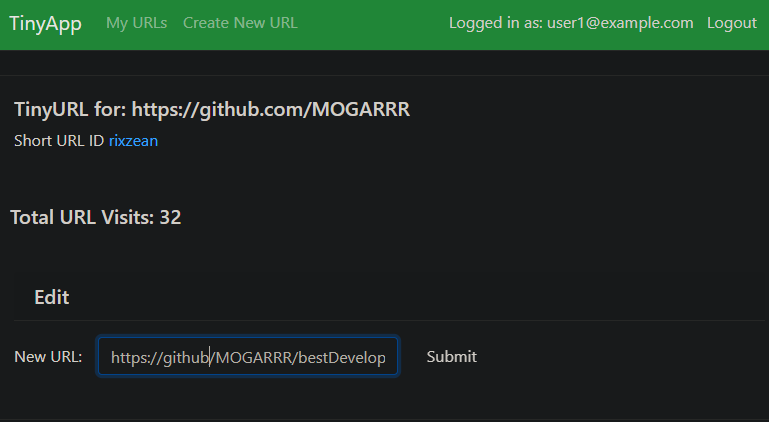 TinyApp My URLs Create New URL Logged in as: user1@example.com Logout
TinyURL for: https://github.com/MOGARRR
Short URL ID rixzean
Total URL Visits: 32
Edit
New URL: https://github/MOGARRR/bestDevelop Submit